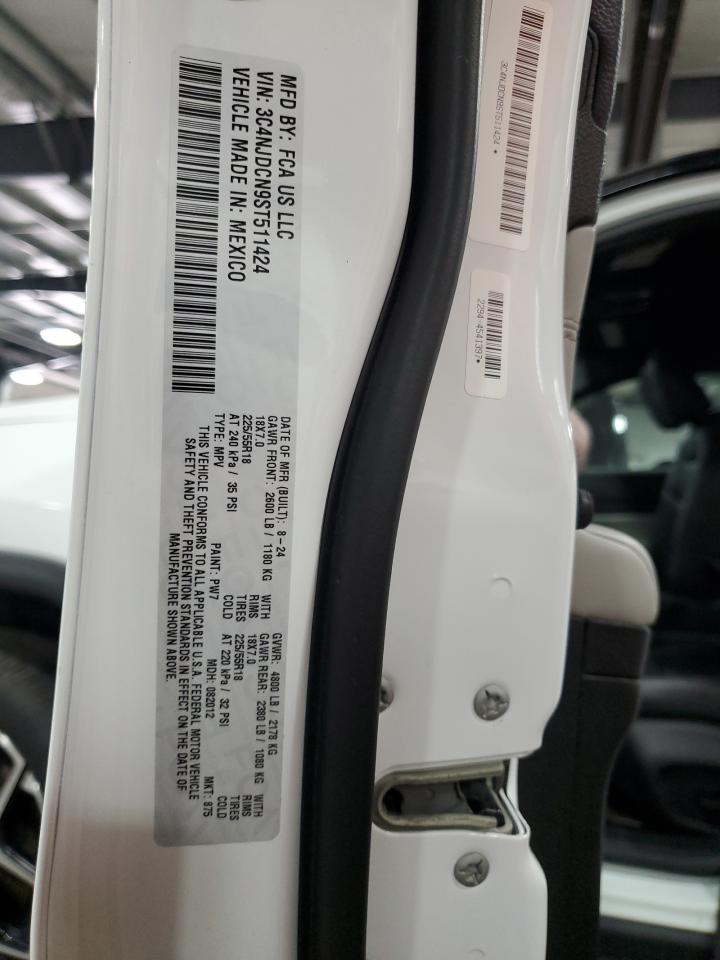 MFD BY: FCA US LLC
VIN: 3C4NJDCN9ST511424
VEHICLE MADE IN: MEXICO
DATE OF MFR (BUILT): 8-24 GVWR: 4800 LB / 2178 KG
GAWR FRONT: 2600 LB / 1180 KG WITH GAWR REAR: 2380 LB / 1080 KG WITH
18X7.0 RIMS 18X7.0 RIMS
225/55R18 TIRES 225/55R18 TIRES
AT 240 kPa / 35 PSI COLD AT 220 kPa / 32 PSI COLD
TYPE: MPV PAINT: PW7 MDH: 082012 MKT: 875
THIS VEHICLE CONFORMS TO ALL APPLICABLE U.S.A. FEDERAL MOTOR VEHICLE
SAFETY AND THEFT PREVENTION STANDARDS IN EFFECT ON THE DATE OF
MANUFACTURE SHOWN ABOVE.
3C4NJDCN9ST511424 *
2294-4541397*